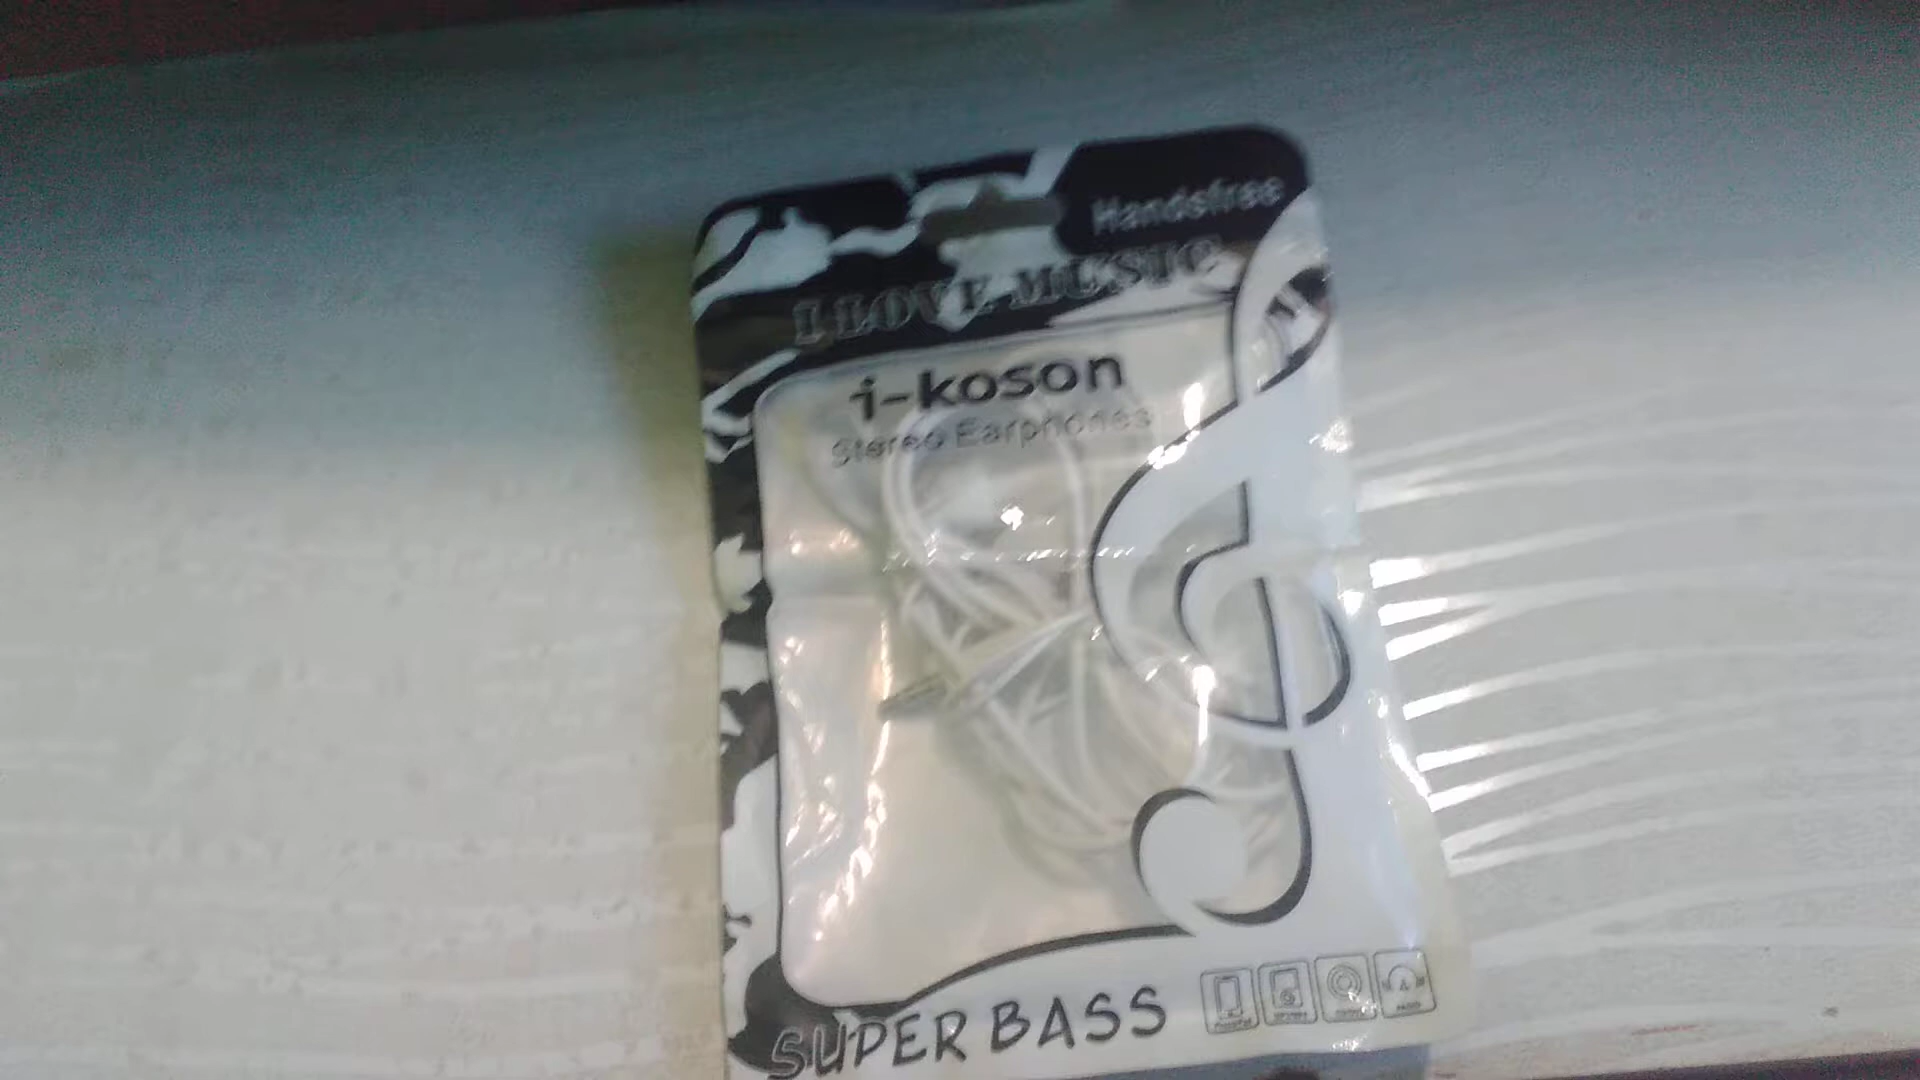 Handsfree
I LOVE MUSIC
i-koson
Stereo Earphones
SUPER BASS